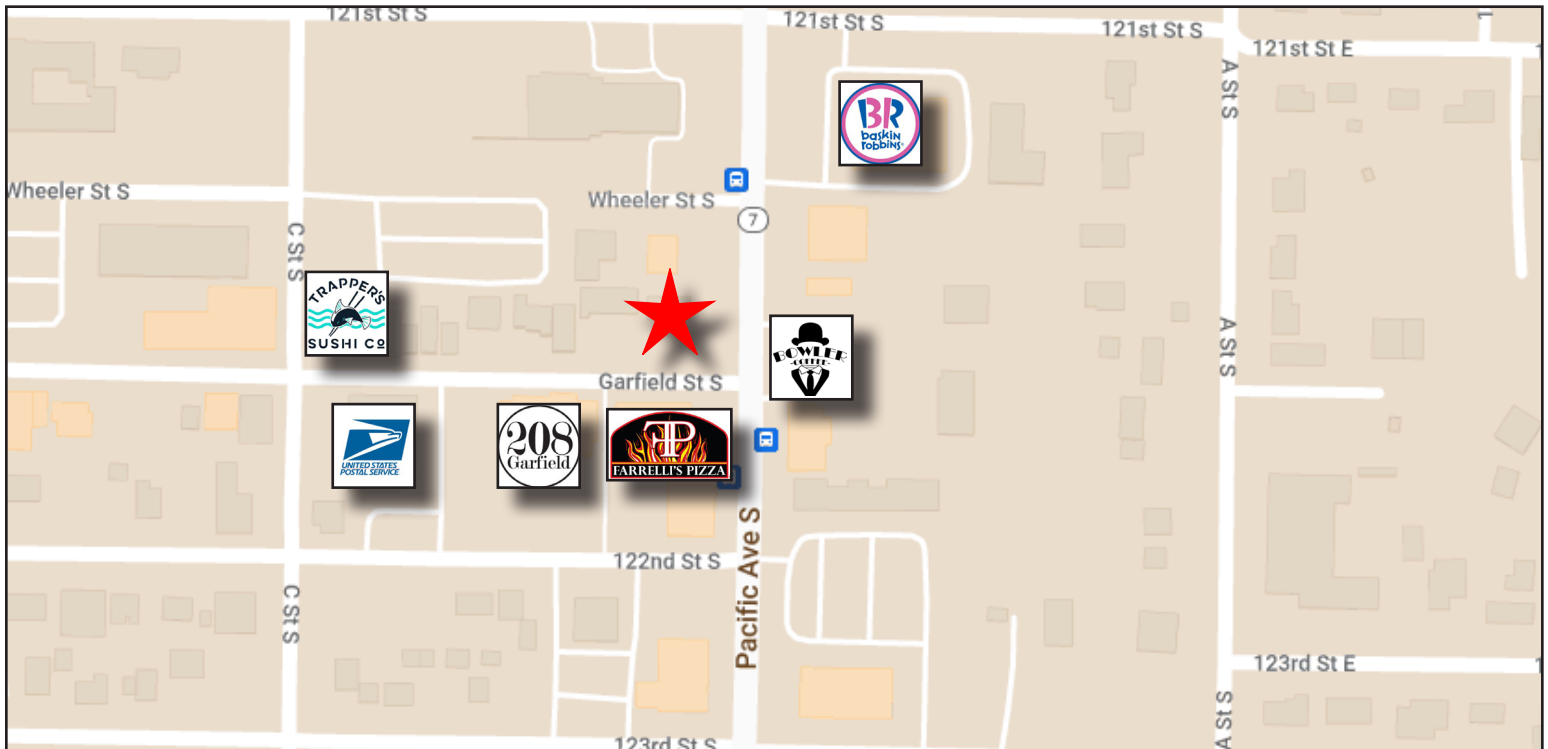 121st St S
121st St S
121st St S
121st St E
A St S
BR
baskin
robbins
Wheeler St S
Wheeler St S
7
C St S
TRAPPER'S
SUSHI Co
BOWLER
-COFFEE-
A St S
Garfield St S
UNITED STATES
POSTAL SERVICE
208
Garfield
FP
FARRELLI'S PIZZA
Pacific Ave S
122nd St S
C St S
123rd St E
A St S
123rd St S